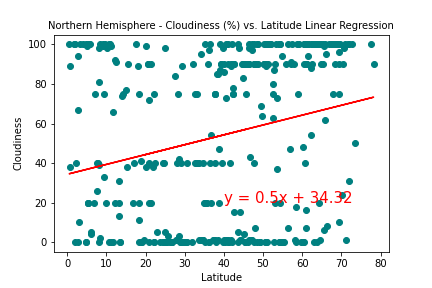 Northern Hemisphere - Cloudiness (%) vs. Latitude Linear Regression
100
80
60
40
20
0
Cloudiness
y = 0.5x + 34.32
0 10 20 30 40 50 60 70 80
Latitude